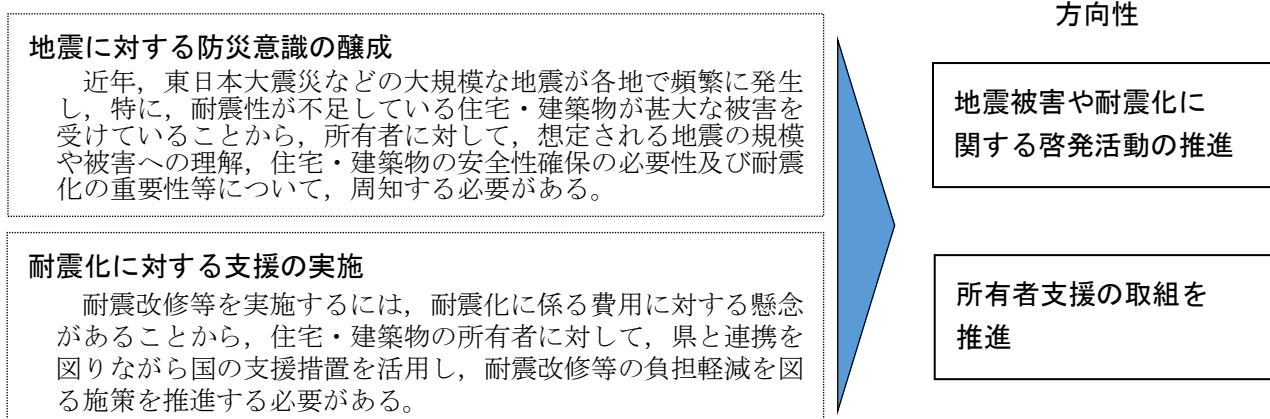 地震に対する防災意識の醸成
近年，東日本大震災などの大規模な地震が各地で頻繁に発生
し，特に，耐震性が不足している住宅・建築物が甚大な被害を
受けていることから，所有者に対して，想定される地震の規模
や被害への理解，住宅・建築物の安全性確保の必要性及び耐震
化の重要性等について，周知する必要がある。
耐震化に対する支援の実施
耐震改修等を実施するには，耐震化に係る費用に対する懸念
があることから，住宅・建築物の所有者に対して，県と連携を
図りながら国の支援措置を活用し，耐震改修等の負担軽減を図
る施策を推進する必要がある。
方向性
地震被害や耐震化に
関する啓発活動の推進
所有者支援の取組を
推進